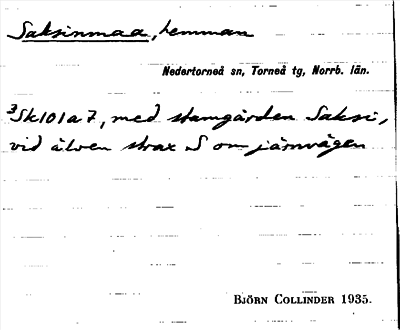 Saksinmaa, hemman
Nedertorneå sn, Torneå tg, Norrb. län.
³Sk101a7, med stamgården Saksi,
vid älven strax S om järnvägen
BJÖRN COLLINDER 1935.